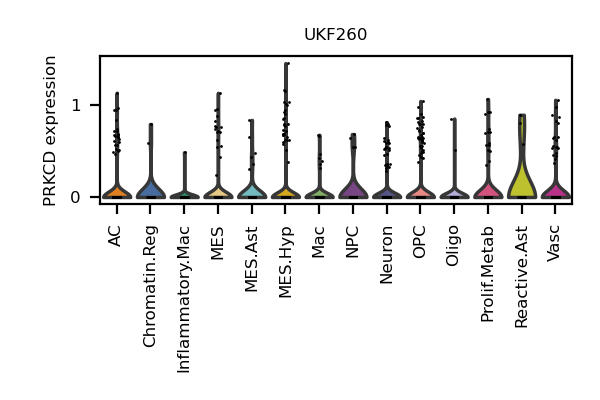 UKF260
PRKCD expression
1
0
AC
Chromatin.Reg
Inflammatory.Mac
MES
MES.Ast
MES.Hyp
Mac
NPC
Neuron
OPC
Oligo
Prolif.Metab
Reactive.Ast
Vasc